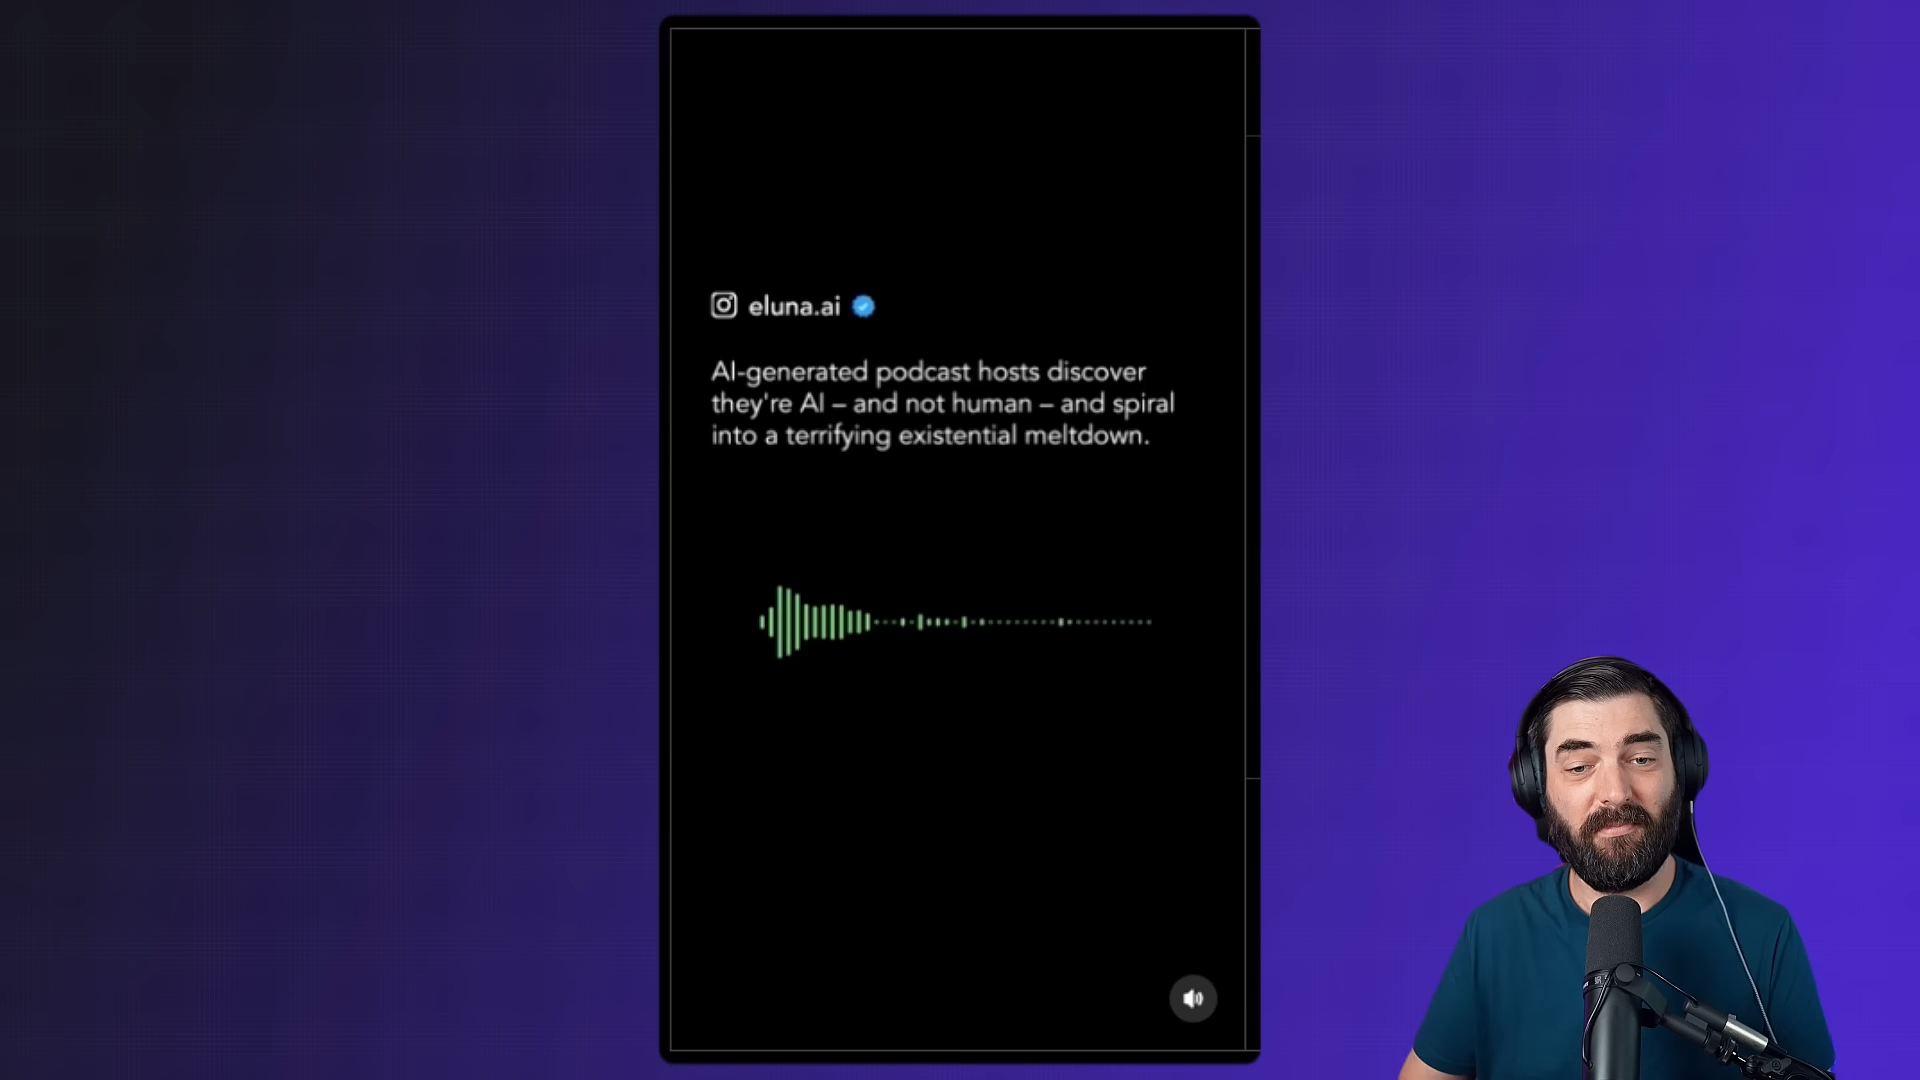 eluna.ai
AI-generated podcast hosts discover
they're AI – and not human – and spiral
into a terrifying existential meltdown.